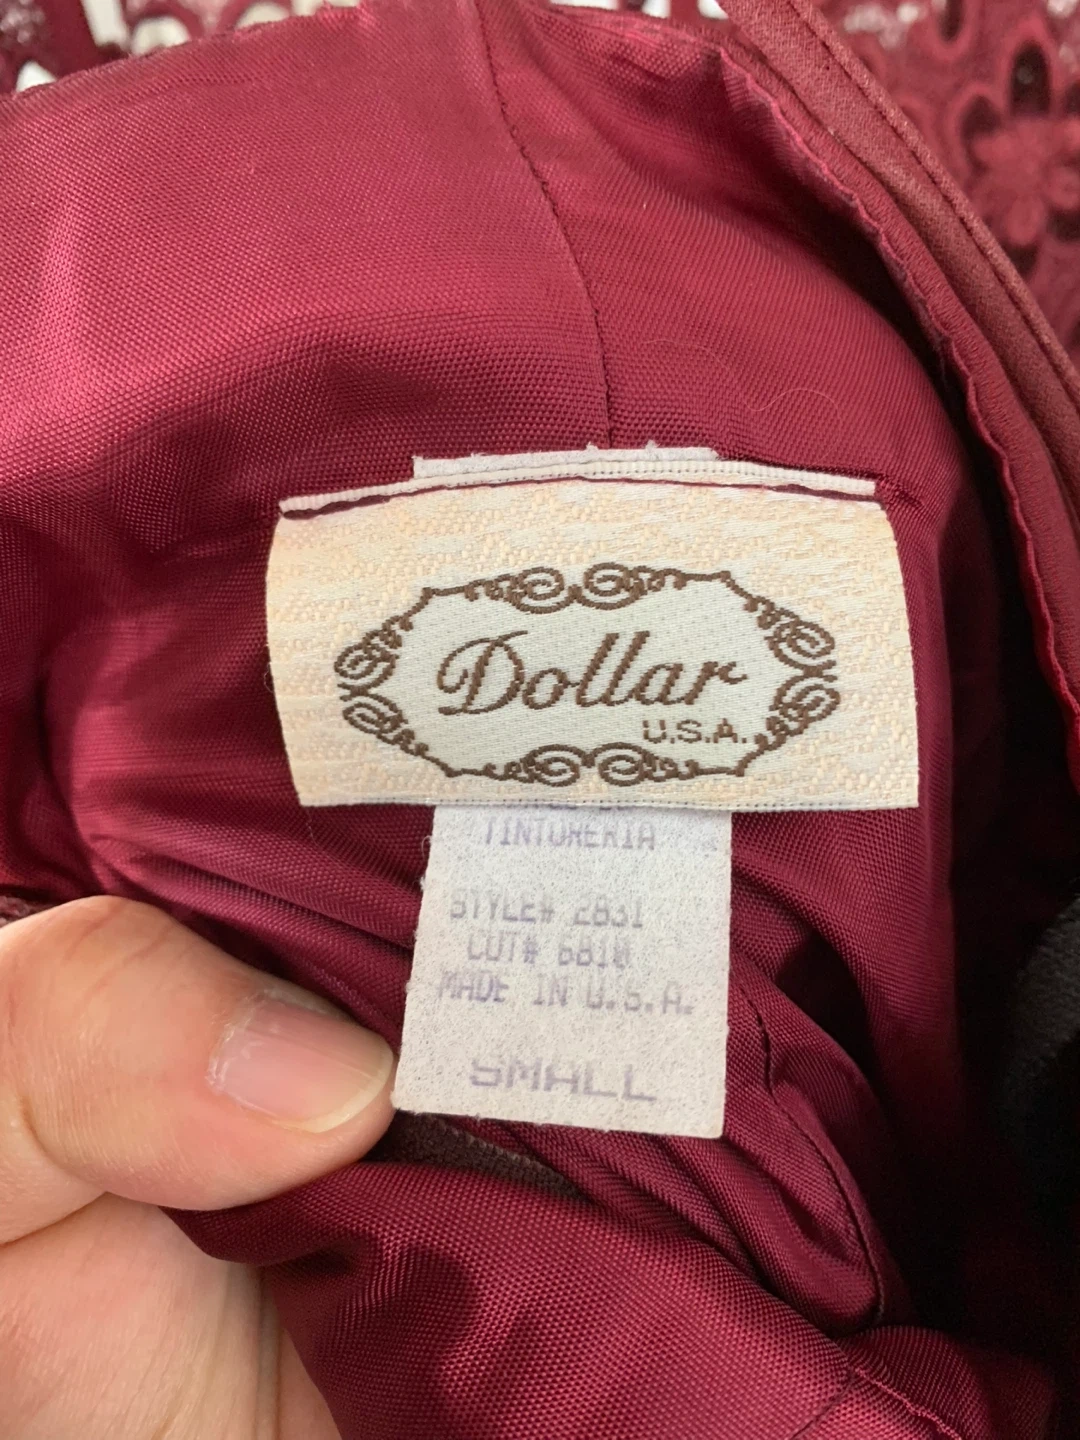 Dollar
U.S.A.
TINTORERIA
STYLE# 2831
CUT# 6810
MADE IN U.S.A.
SMALL